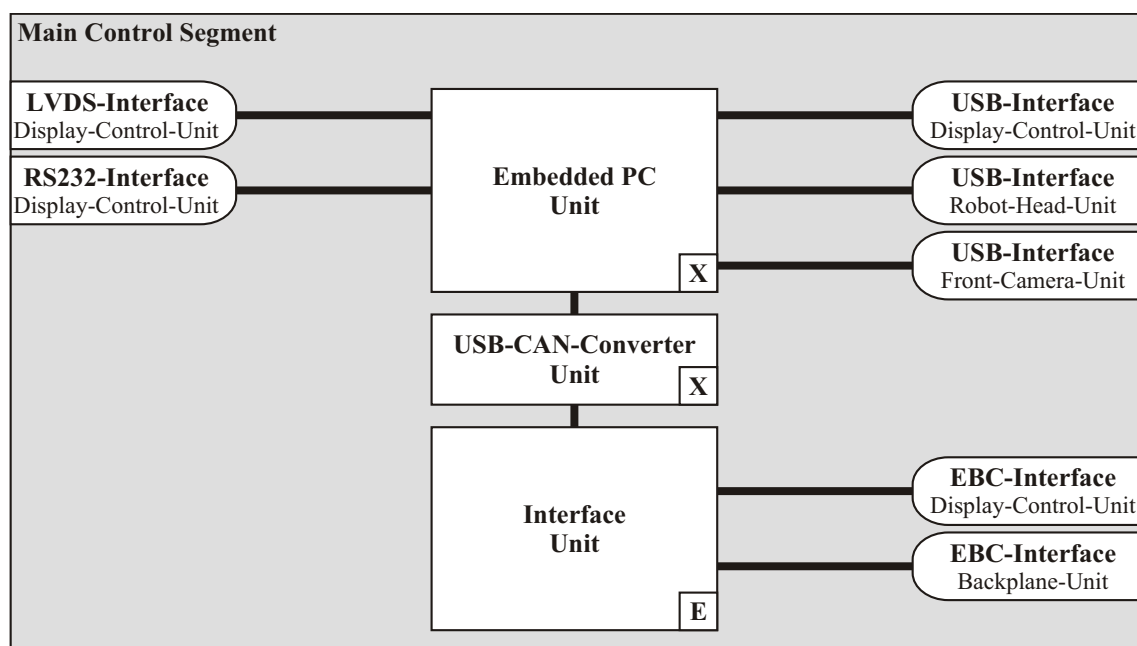 Main Control Segment
LVDS-Interface
Display-Control-Unit
RS232-Interface
Display-Control-Unit
Embedded PC
Unit
X
USB-Interface
Display-Control-Unit
USB-Interface
Robot-Head-Unit
USB-Interface
Front-Camera-Unit
USB-CAN-Converter
Unit
X
Interface
Unit
E
EBC-Interface
Display-Control-Unit
EBC-Interface
Backplane-Unit